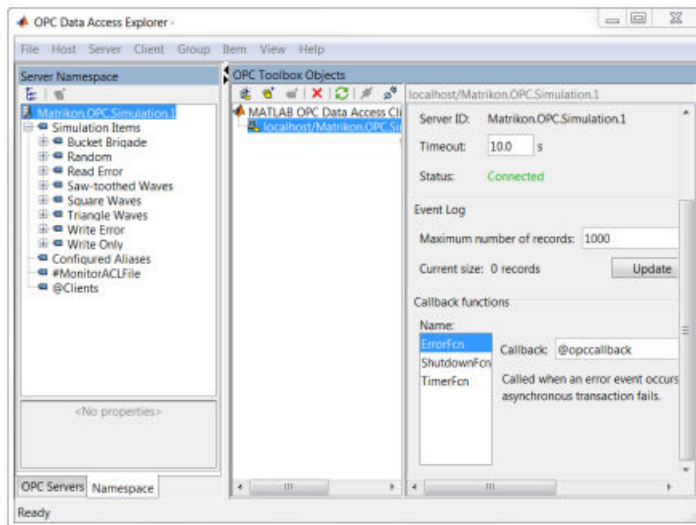 OPC Data Access Explorer -
File Host Server Client Group Item View Help
Server Namespace
Matrikon.OPC.Simulation.1
Simulation Items
Bucket Brigade
Random
Read Error
Saw-toothed Waves
Square Waves
Triangle Waves
Write Error
Write Only
Configured Aliases
#MonitorACLFile
@Clients
<No properties>
OPC Servers Namespace
Ready
OPC Toolbox Objects
MATLAB OPC Data Access Cli
localhost/Matrikon.OPC.Si
localhost/Matrikon.OPC.Simulation.1
Server ID: Matrikon.OPC.Simulation.1
Timeout: 10.0 s
Status: Connected
Event Log
Maximum number of records: 1000
Current size: 0 records Update
Callback functions
Name:
ErrorFcn
ShutdownFcn
TimerFcn
Callback: @opccallback
Called when an error event occurs
asynchronous transaction fails.